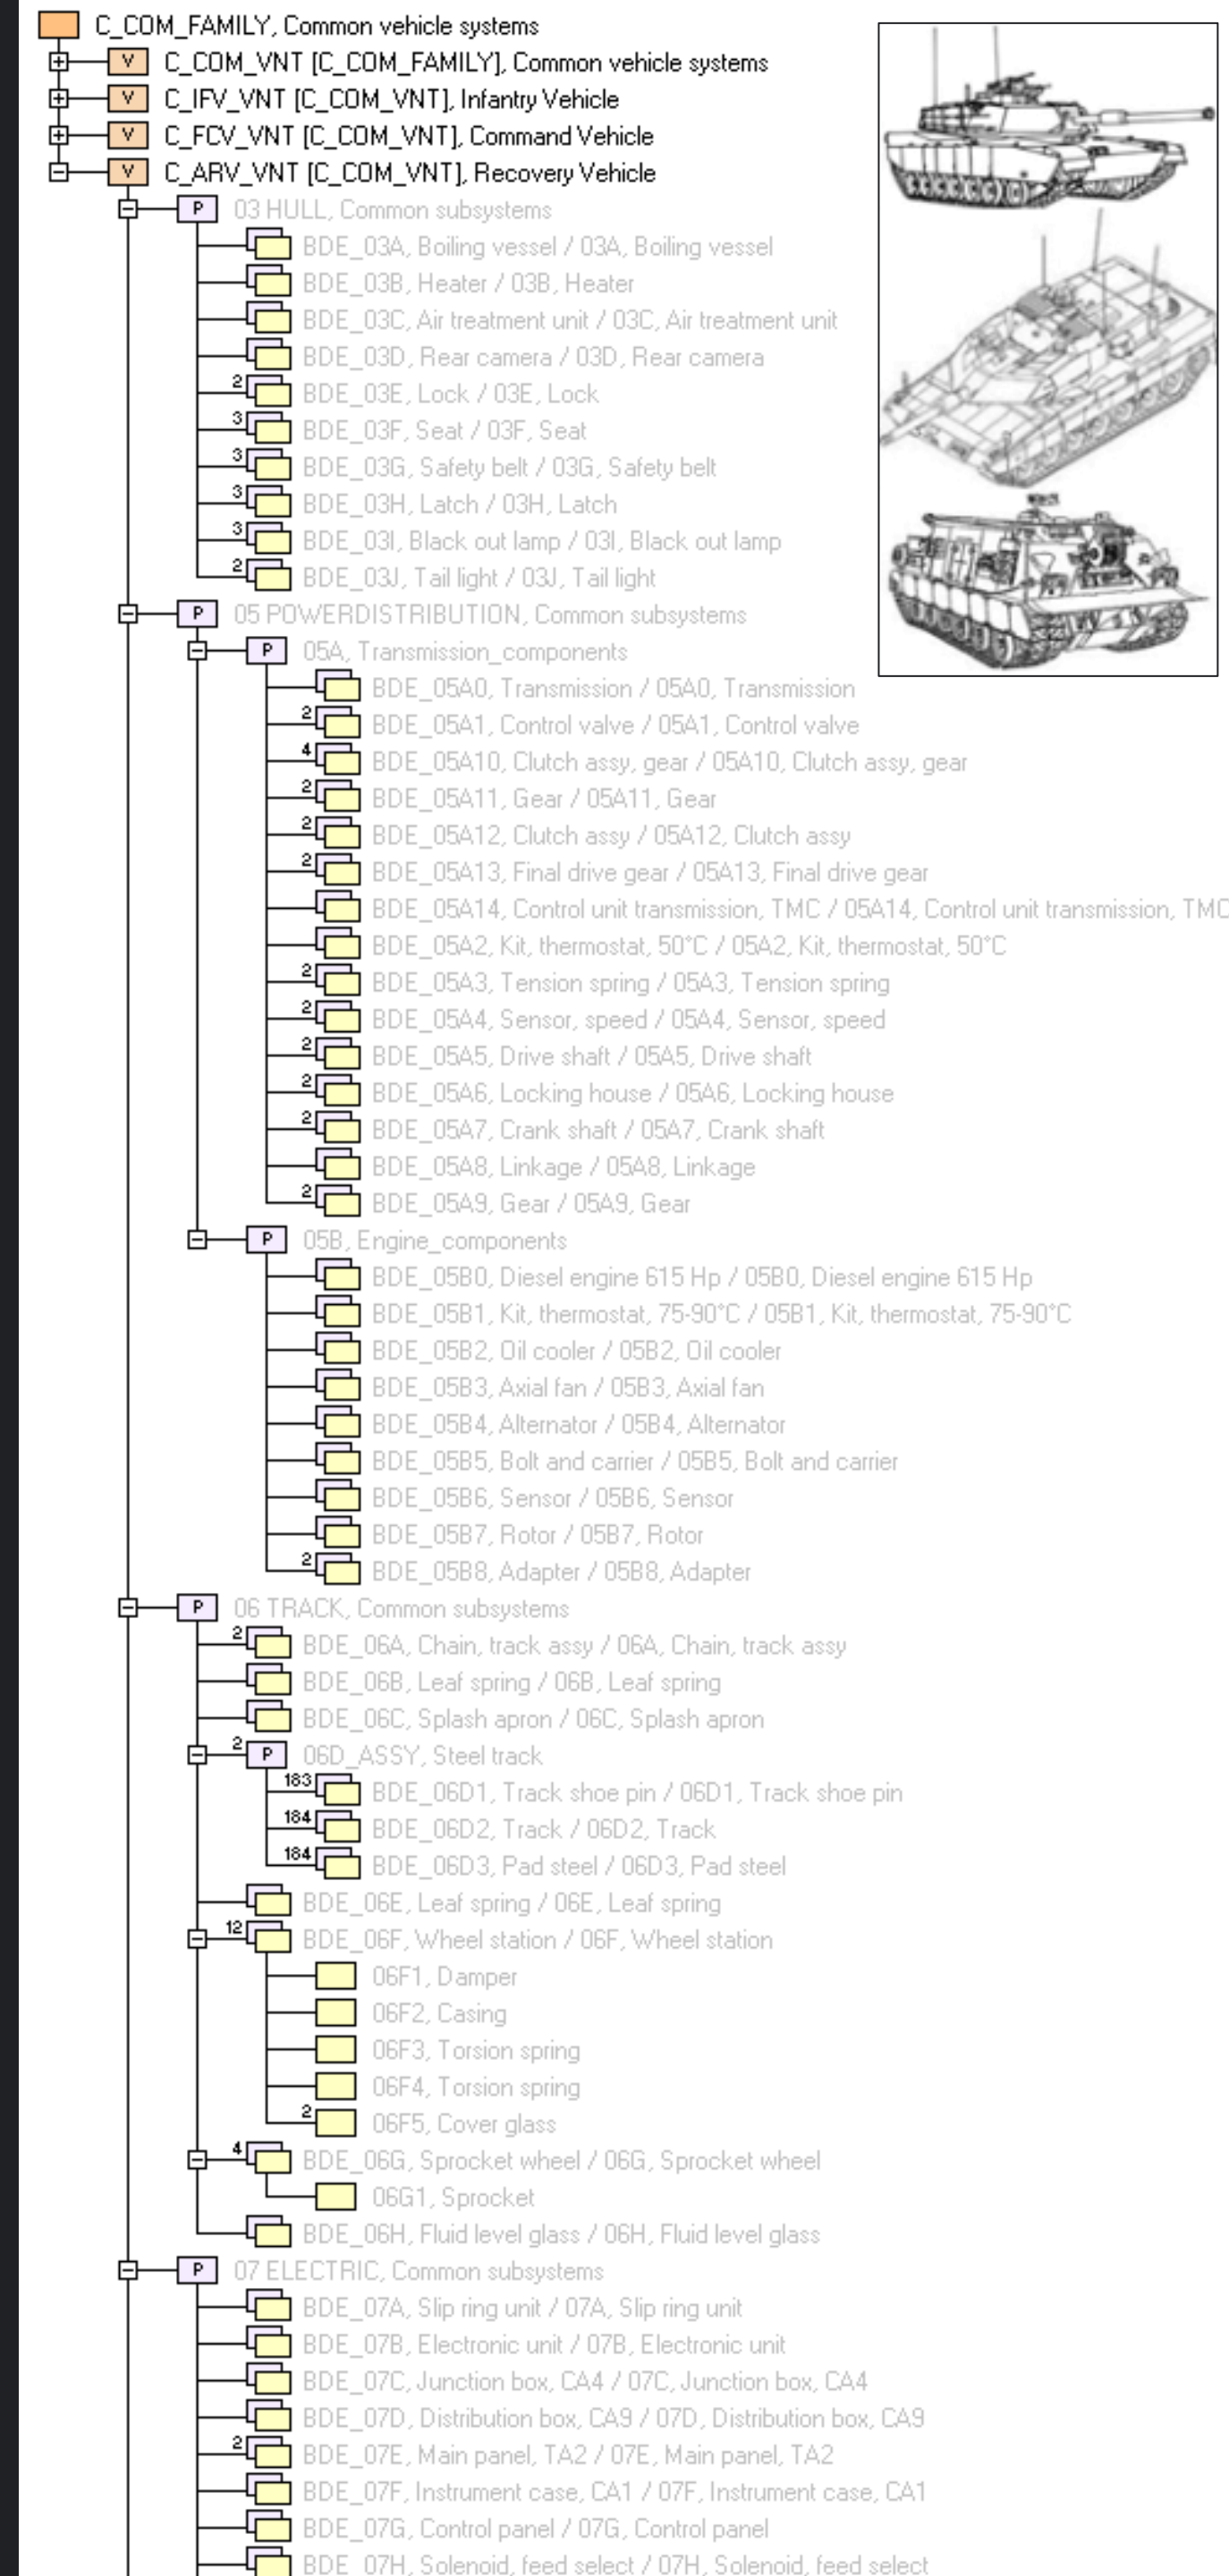 C_COM_FAMILY, Common vehicle systems
V C_COM_VNT [C_COM_FAMILY], Common vehicle systems
V C_IFV_VNT [C_COM_VNT], Infantry Vehicle
V C_FCV_VNT [C_COM_VNT], Command Vehicle
V C_ARV_VNT [C_COM_VNT], Recovery Vehicle
P 03 HULL, Common subsystems
BDE_03A, Boiling vessel / 03A, Boiling vessel
BDE_03B, Heater / 03B, Heater
BDE_03C, Air treatment unit / 03C, Air treatment unit
BDE_03D, Rear camera / 03D, Rear camera
2 BDE_03E, Lock / 03E, Lock
3 BDE_03F, Seat / 03F, Seat
3 BDE_03G, Safety belt / 03G, Safety belt
3 BDE_03H, Latch / 03H, Latch
3 BDE_03I, Black out lamp / 03I, Black out lamp
2 BDE_03J, Tail light / 03J, Tail light
P 05 POWERDISTRIBUTION, Common subsystems
P 05A, Transmission_components
BDE_05A0, Transmission / 05A0, Transmission
2 BDE_05A1, Control valve / 05A1, Control valve
4 BDE_05A10, Clutch assy, gear / 05A10, Clutch assy, gear
2 BDE_05A11, Gear / 05A11, Gear
2 BDE_05A12, Clutch assy / 05A12, Clutch assy
2 BDE_05A13, Final drive gear / 05A13, Final drive gear
BDE_05A14, Control unit transmission, TMC / 05A14, Control unit transmission, TMC
BDE_05A2, Kit, thermostat, 50°C / 05A2, Kit, thermostat, 50°C
2 BDE_05A3, Tension spring / 05A3, Tension spring
2 BDE_05A4, Sensor, speed / 05A4, Sensor, speed
2 BDE_05A5, Drive shaft / 05A5, Drive shaft
2 BDE_05A6, Locking house / 05A6, Locking house
2 BDE_05A7, Crank shaft / 05A7, Crank shaft
BDE_05A8, Linkage / 05A8, Linkage
2 BDE_05A9, Gear / 05A9, Gear
P 05B, Engine_components
BDE_05B0, Diesel engine 615 Hp / 05B0, Diesel engine 615 Hp
BDE_05B1, Kit, thermostat, 75-90°C / 05B1, Kit, thermostat, 75-90°C
BDE_05B2, Oil cooler / 05B2, Oil cooler
BDE_05B3, Axial fan / 05B3, Axial fan
BDE_05B4, Alternator / 05B4, Alternator
BDE_05B5, Bolt and carrier / 05B5, Bolt and carrier
BDE_05B6, Sensor / 05B6, Sensor
BDE_05B7, Rotor / 05B7, Rotor
2 BDE_05B8, Adapter / 05B8, Adapter
P 06 TRACK, Common subsystems
2 BDE_06A, Chain, track assy / 06A, Chain, track assy
BDE_06B, Leaf spring / 06B, Leaf spring
BDE_06C, Splash apron / 06C, Splash apron
2 P 06D_ASSY, Steel track
183 BDE_06D1, Track shoe pin / 06D1, Track shoe pin
184 BDE_06D2, Track / 06D2, Track
184 BDE_06D3, Pad steel / 06D3, Pad steel
BDE_06E, Leaf spring / 06E, Leaf spring
12 BDE_06F, Wheel station / 06F, Wheel station
06F1, Damper
06F2, Casing
06F3, Torsion spring
06F4, Torsion spring
2 06F5, Cover glass
4 BDE_06G, Sprocket wheel / 06G, Sprocket wheel
06G1, Sprocket
BDE_06H, Fluid level glass / 06H, Fluid level glass
P 07 ELECTRIC, Common subsystems
BDE_07A, Slip ring unit / 07A, Slip ring unit
BDE_07B, Electronic unit / 07B, Electronic unit
BDE_07C, Junction box, CA4 / 07C, Junction box, CA4
BDE_07D, Distribution box, CA9 / 07D, Distribution box, CA9
2 BDE_07E, Main panel, TA2 / 07E, Main panel, TA2
BDE_07F, Instrument case, CA1 / 07F, Instrument case, CA1
BDE_07G, Control panel / 07G, Control panel
BDE_07H, Solenoid, feed select / 07H, Solenoid, feed select